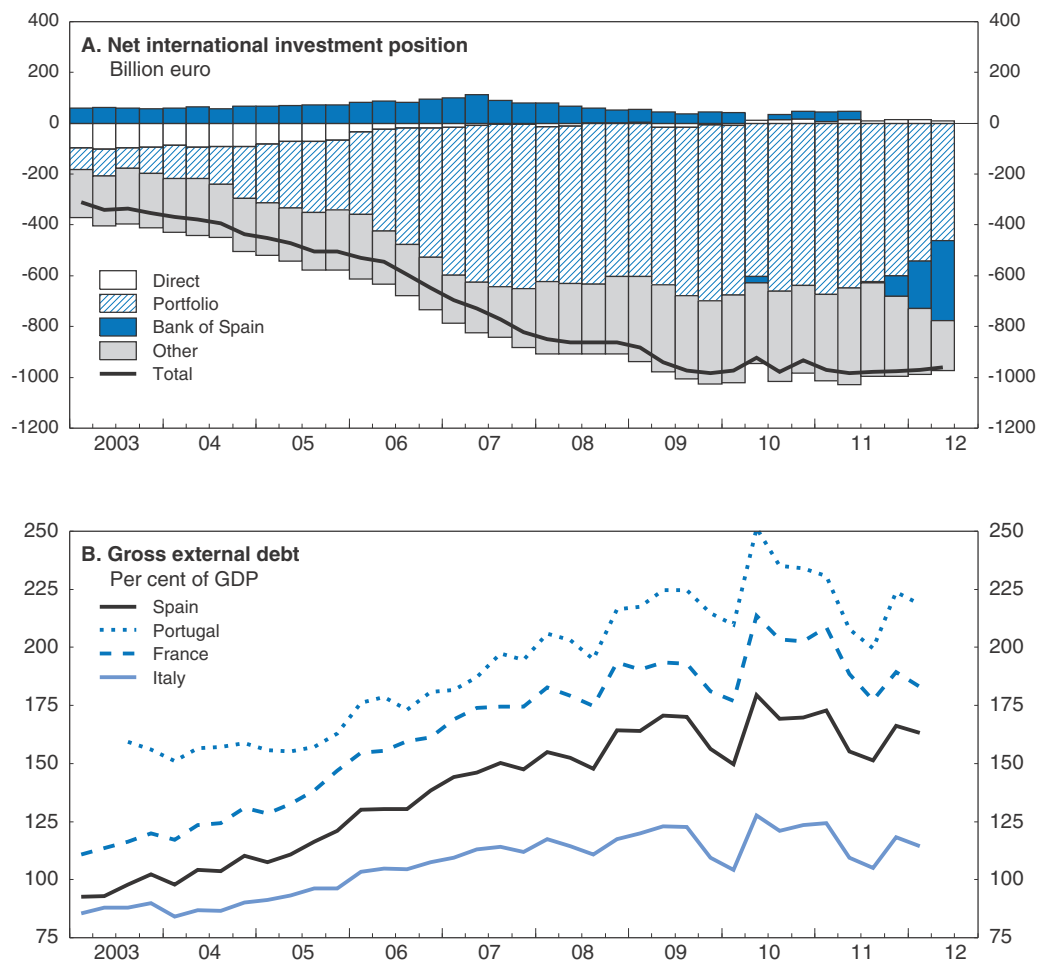 400 400
A. Net international investment position
Billion euro
200 200
0 0
-200 -200
-400 -400
-600 -600
-800 -800
-1000 -1000
-1200 -1200
Direct
Portfolio
Bank of Spain
Other
Total
2003 04 05 06 07 08 09 10 11 12
250 250
B. Gross external debt
Per cent of GDP
225 225
200 200
175 175
150 150
125 125
100 100
75 75
Spain
Portugal
France
Italy
2003 04 05 06 07 08 09 10 11 12